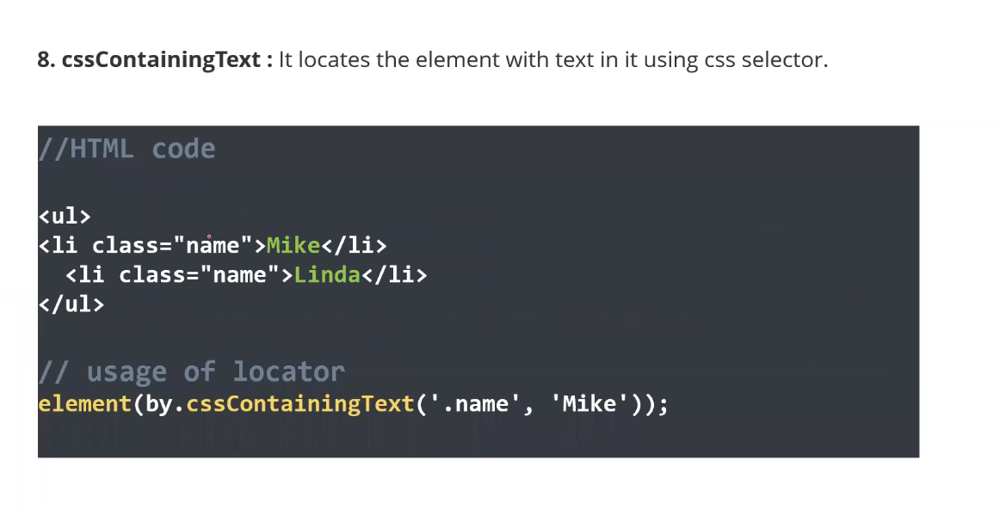 8. cssContainingText : It locates the element with text in it using css selector.
//HTML code
<ul>
<li class="name">Mike</li>
<li class="name">Linda</li>
</ul>
// usage of locator
element(by.cssContainingText('.name', 'Mike'));